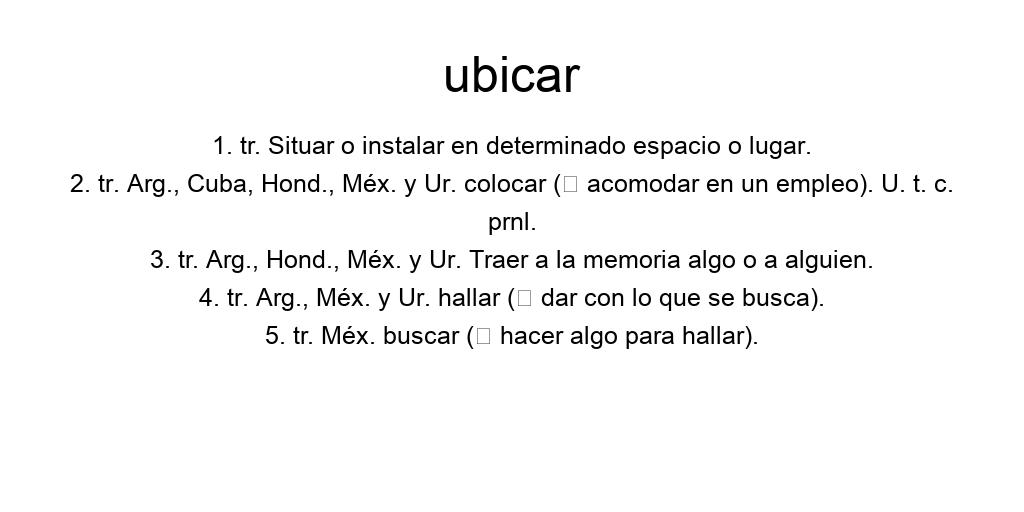 ubicar
1. tr. Situar o instalar en determinado espacio o lugar.
2. tr. Arg., Cuba, Hond., Méx. y Ur. colocar (▯ acomodar en un empleo). U. t. c.
prnl.
3. tr. Arg., Hond., Méx. y Ur. Traer a la memoria algo o a alguien.
4. tr. Arg., Méx. y Ur. hallar (▯ dar con lo que se busca).
5. tr. Méx. buscar (▯ hacer algo para hallar).